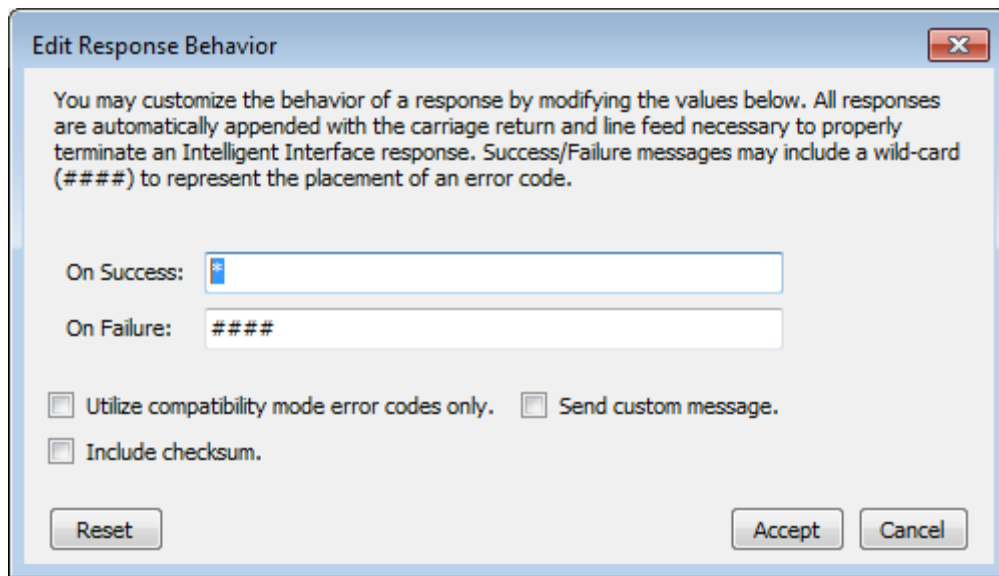 Edit Response Behavior
You may customize the behavior of a response by modifying the values below. All responses
are automatically appended with the carriage return and line feed necessary to properly
terminate an Intelligent Interface response. Success/Failure messages may include a wild-card
(####) to represent the placement of an error code.
On Success: *
On Failure: ####
Utilize compatibility mode error codes only. Send custom message.
Include checksum.
Reset Accept Cancel